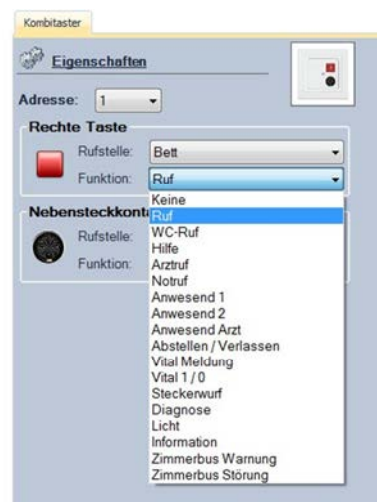 Kombitaster
Eigenschaften
Adresse: 1
Rechte Taste
Rufstelle: Bett
Funktion: Ruf
Keine
Ruf
Nebensteckkont
WC-Ruf
Rufstelle:
Hilfe
Arztruf
Funktion:
Notruf
Anwesend 1
Anwesend 2
Anwesend Arzt
Abstellen / Verlassen
Vital Meldung
Vital 1 / 0
Steckerwurf
Diagnose
Licht
Information
Zimmerbus Warnung
Zimmerbus Störung